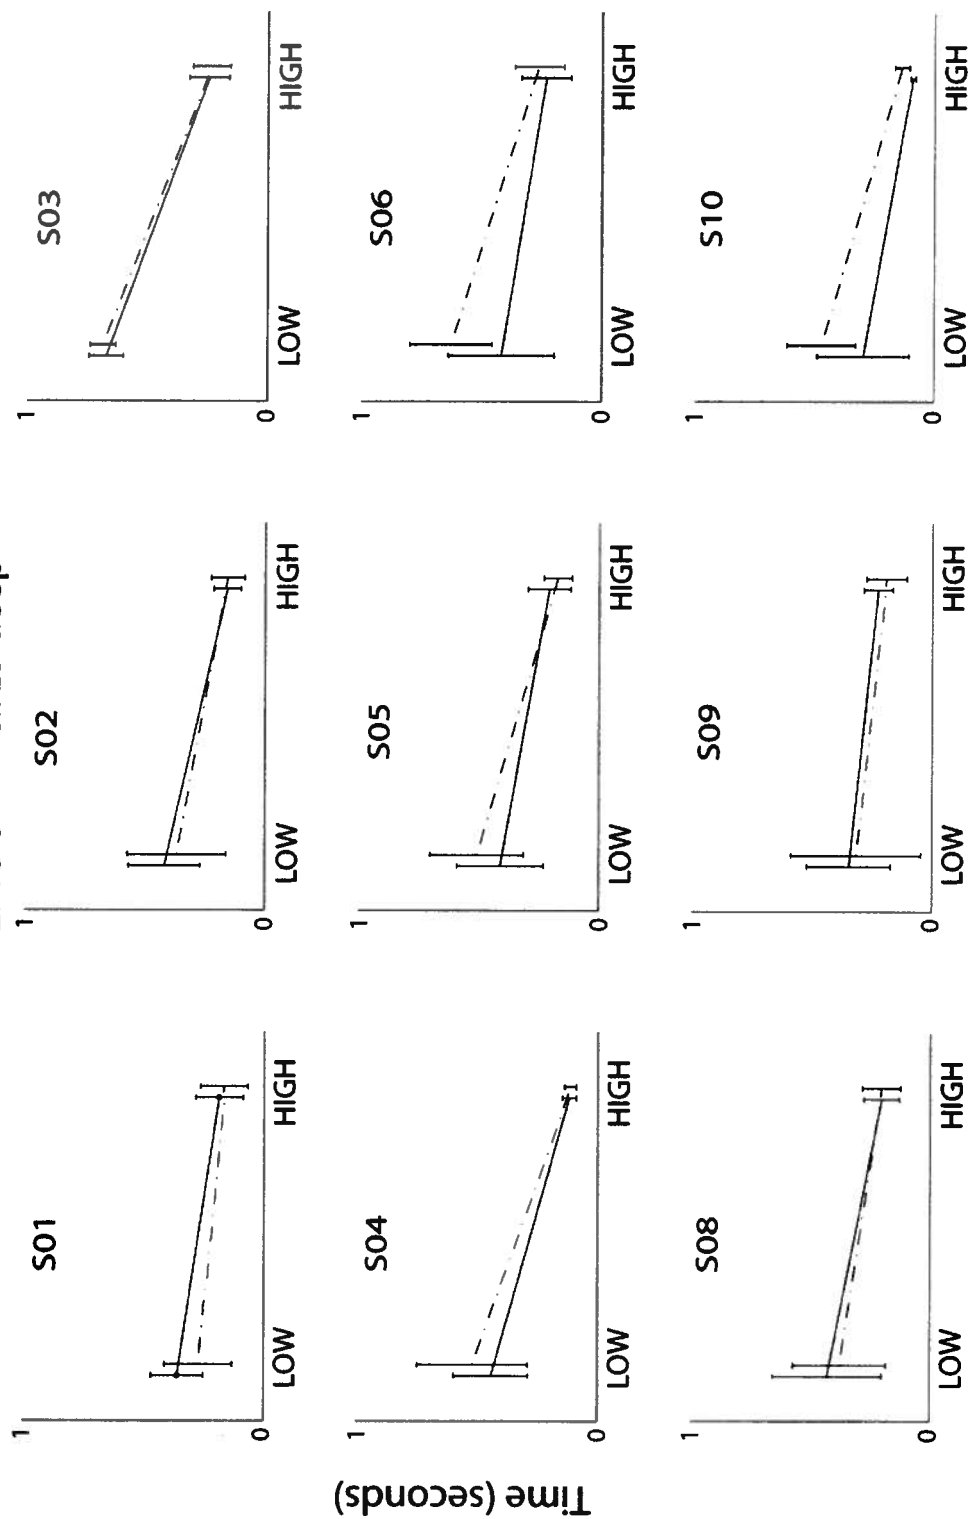 S01
S02
S03
1
1
1
0
0
0
LOW
HIGH
LOW
HIGH
LOW
HIGH
S04
S05
S06
1
1
1
0
0
0
LOW
HIGH
LOW
HIGH
LOW
HIGH
S08
S09
S10
1
1
1
0
0
0
LOW
HIGH
LOW
HIGH
LOW
HIGH
Time (seconds)